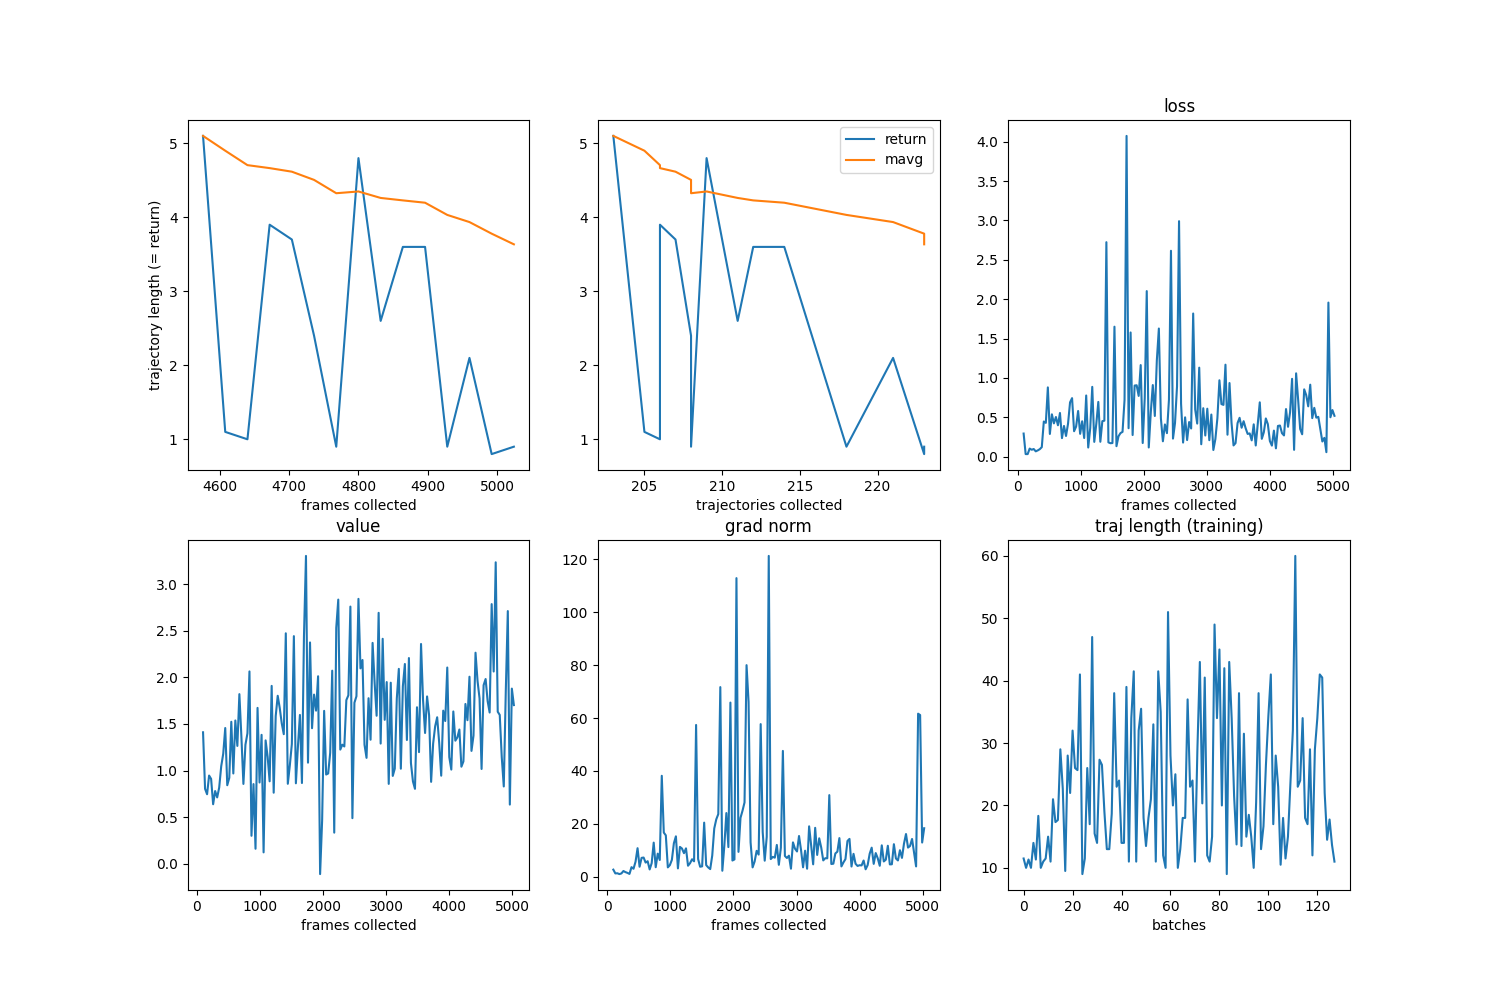 trajectory length (= return)
5
4
3
2
1
4600 4700 4800 4900 5000
frames collected
return
mavg
5
4
3
2
1
205 210 215 220
trajectories collected
loss
4.0
3.5
3.0
2.5
2.0
1.5
1.0
0.5
0.0
0 1000 2000 3000 4000 5000
frames collected
value
3.0
2.5
2.0
1.5
1.0
0.5
0.0
0 1000 2000 3000 4000 5000
frames collected
grad norm
120
100
80
60
40
20
0
0 1000 2000 3000 4000 5000
frames collected
traj length (training)
60
50
40
30
20
10
0 20 40 60 80 100 120
batches